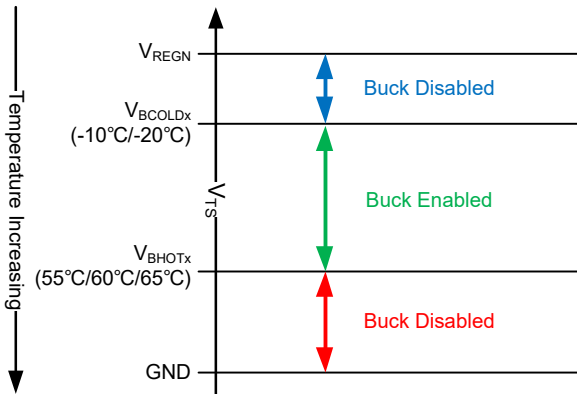 Temperature Increasing
VREGN
Buck Disabled
VBCOLDx
(-10℃/-20℃)
VTS
Buck Enabled
VBHOTx
(55℃/60℃/65℃)
Buck Disabled
GND